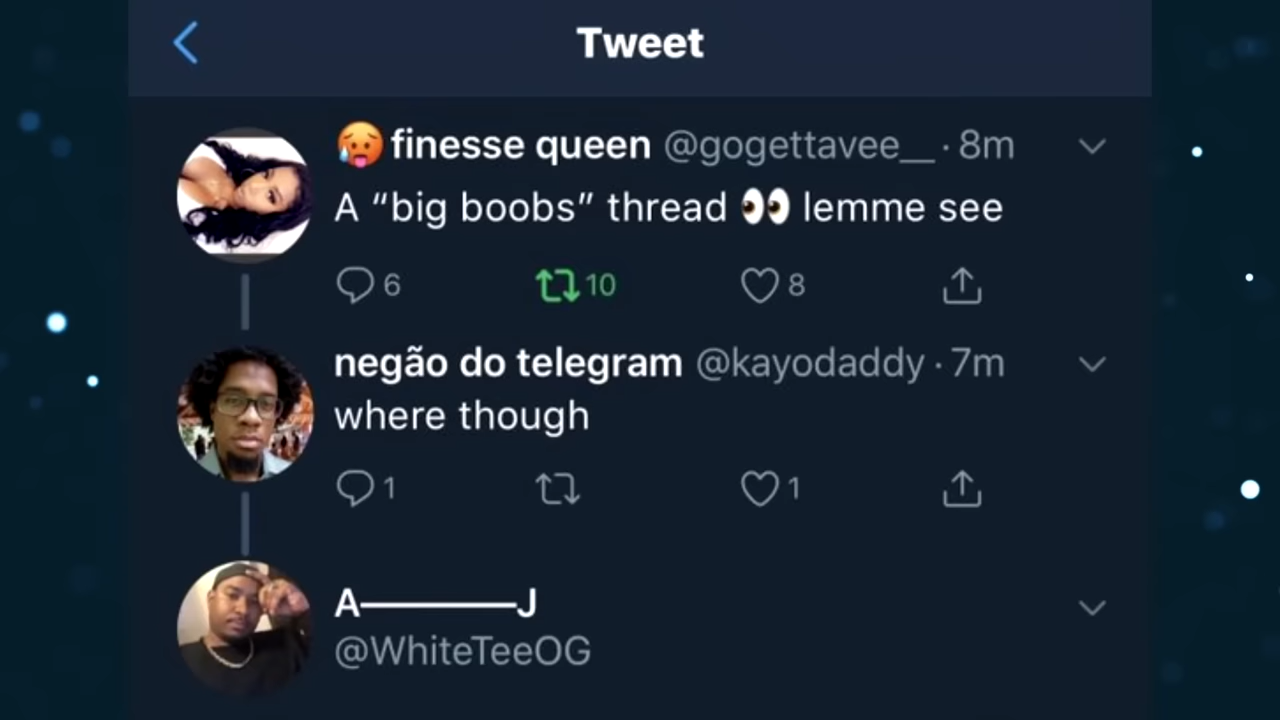 Tweet
🥵finesse queen @gogettavee__ · 8m
A “big boobs” thread 👀 lemme see
6 10 8
negão do telegram @kayodaddy · 7m
where though
1 1
A————J
@WhiteTeeOG